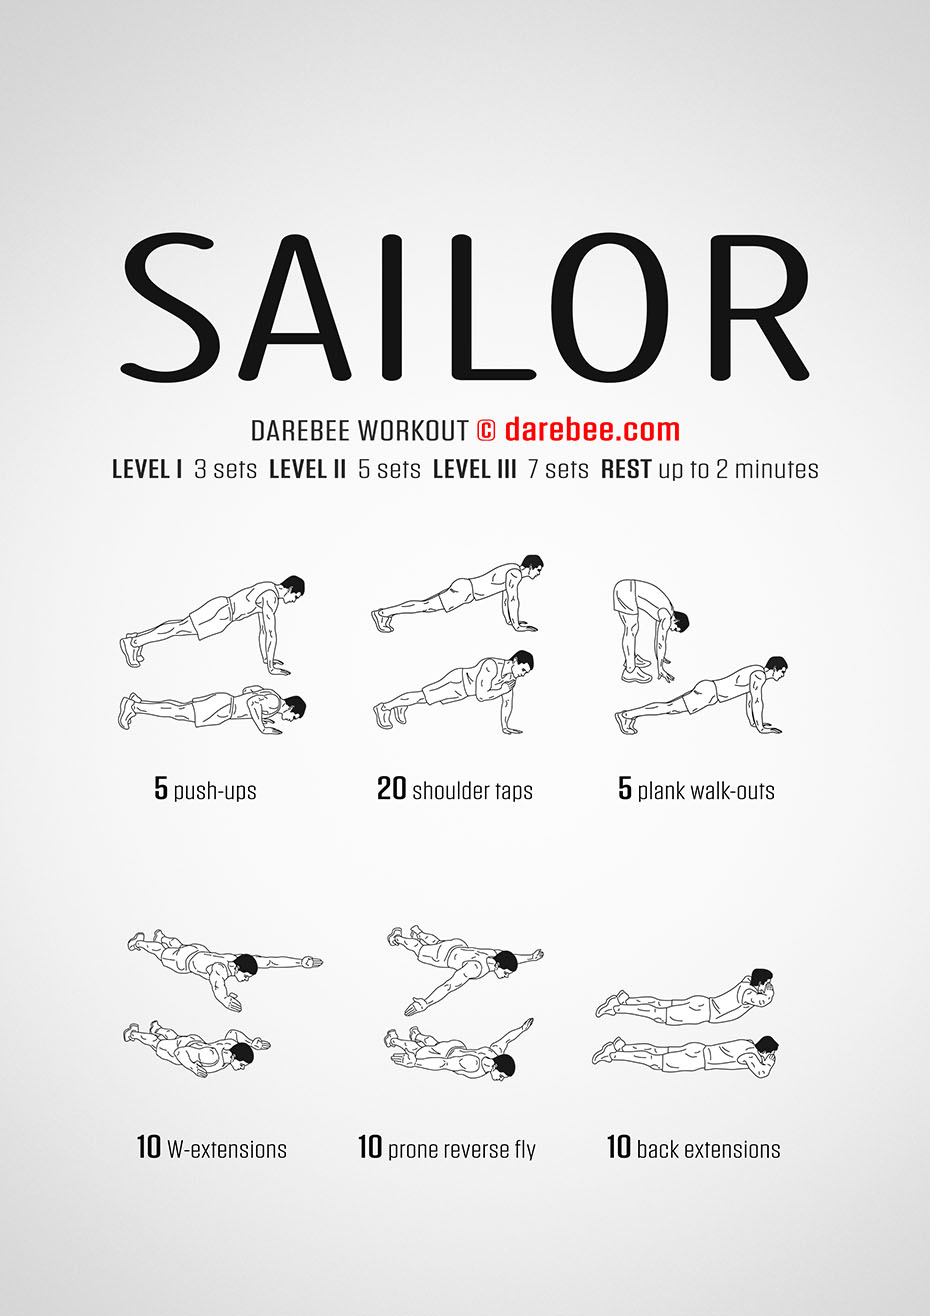 SAILOR
DAREBEE WORKOUT © darebee.com
LEVEL I 3 sets LEVEL II 5 sets LEVEL III 7 sets REST up to 2 minutes
5 push-ups
20 shoulder taps
5 plank walk-outs
10 W-extensions
10 prone reverse fly
10 back extensions